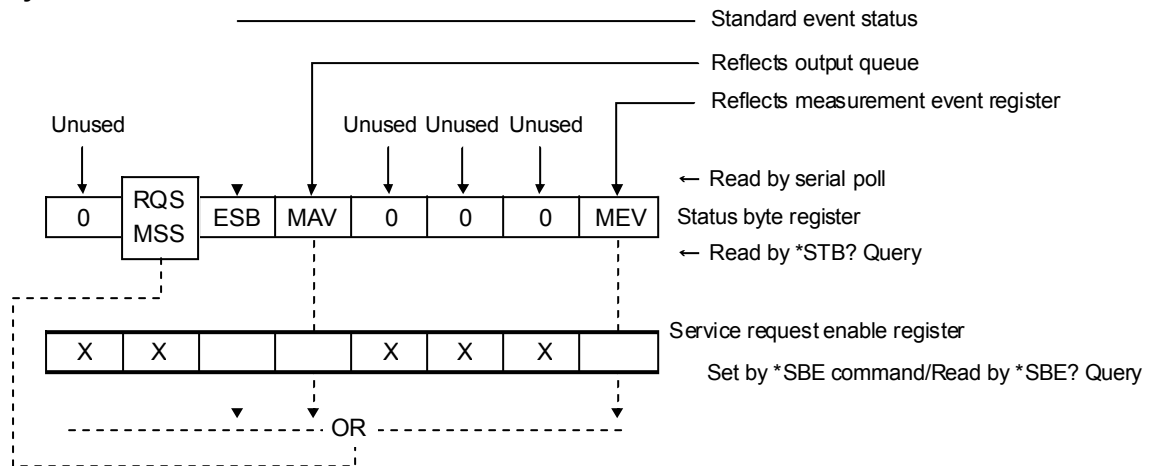 Standard event status
Reflects output queue
Reflects measurement event register
Unused Unused Unused Unused
← Read by serial poll
0 RQS MSS ESB MAV 0 0 0 MEV Status byte register
← Read by *STB? Query
Service request enable register
X X X X X
Set by *SBE command/Read by *SBE? Query
OR